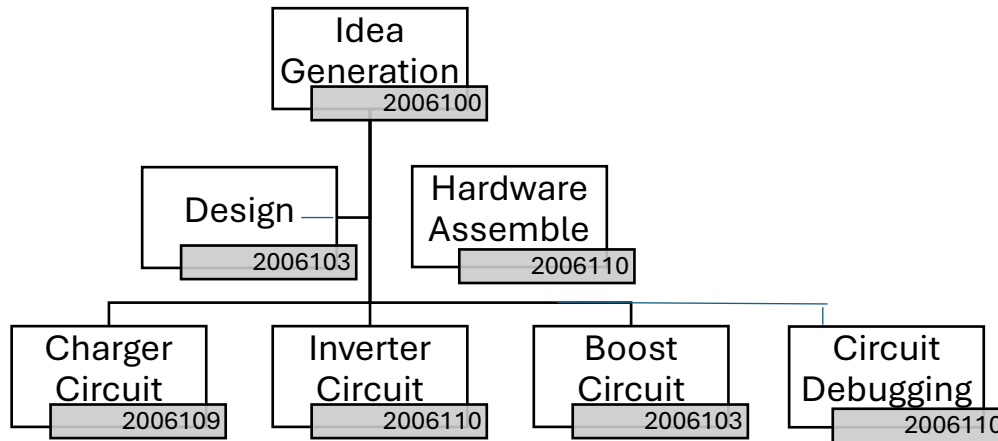 Idea
Generation
2006100
Design
2006103
Hardware
Assemble
2006110
Charger
Circuit
2006109
Inverter
Circuit
2006110
Boost
Circuit
2006103
Circuit
Debugging
2006110